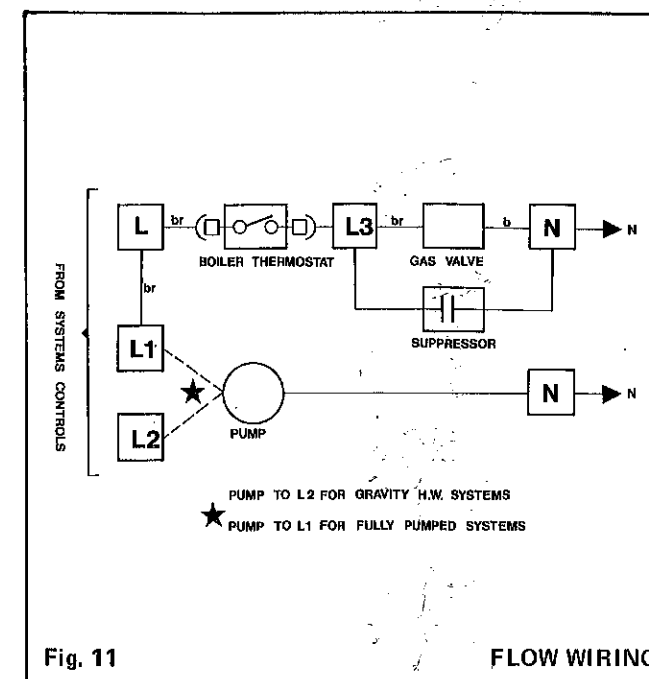 L br L3 br b N N
BOILER THERMOSTAT GAS VALVE
br
SUPPRESSOR
FROM SYSTEMS CONTROLS
L1
L2
PUMP
N N
PUMP TO L2 FOR GRAVITY H.W. SYSTEMS
★ PUMP TO L1 FOR FULLY PUMPED SYSTEMS
Fig. 11 FLOW WIRING